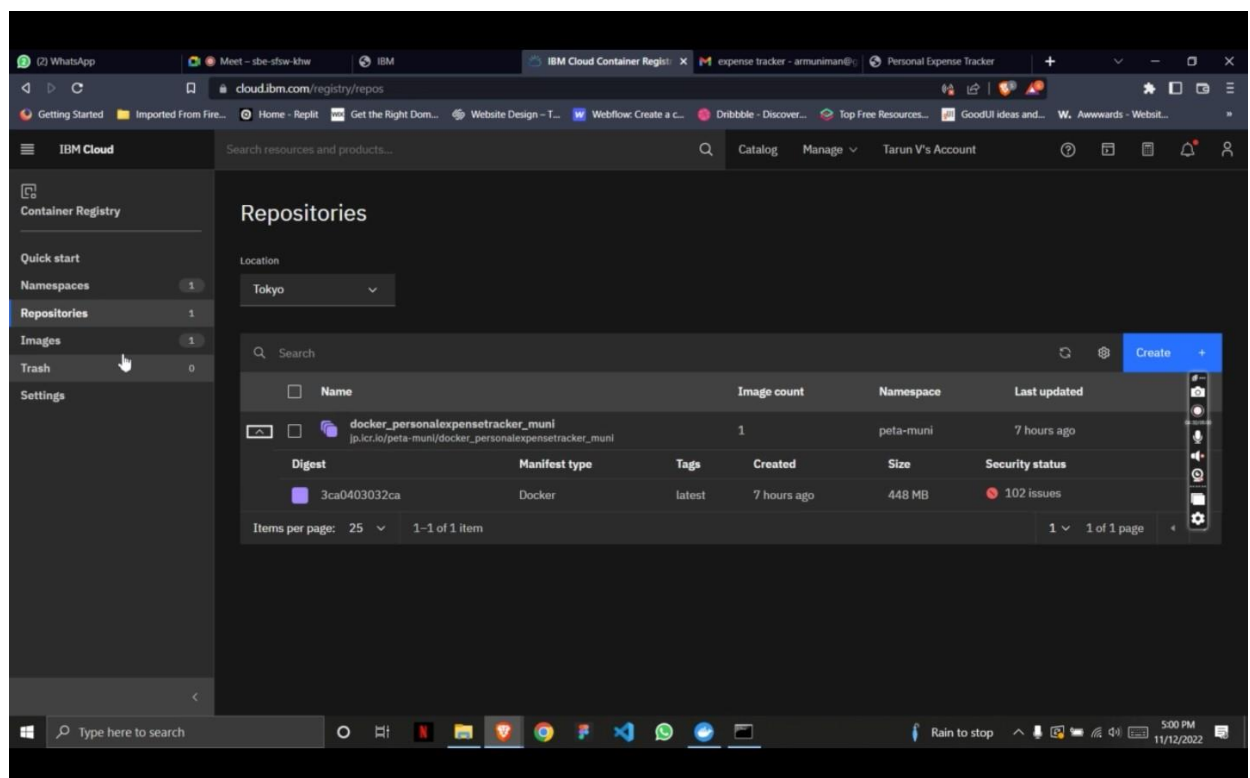 (2) WhatsApp
Meet – sbe-sfsw-khw
IBM
IBM Cloud Container Regist
expense tracker - armuniman@
Personal Expense Tracker
cloud.ibm.com/registry/repos
Getting Started
Imported From Fire...
Home - Replit
Get the Right Dom...
Website Design – T...
Webflow: Create a c...
Dribbble - Discover...
Top Free Resources...
GoodUI ideas and...
W. Awwwards - Websit...
IBM Cloud
Search resources and products...
Catalog
Manage
Tarun V's Account
Container Registry
Quick start
Namespaces 1
Repositories 1
Images 1
Trash 0
Settings
Repositories
Location
Tokyo
Search
Create +
Name Image count Namespace Last updated
docker_personalexpensetracker_muni 1 peta-muni 7 hours ago
jp.icr.io/peta-muni/docker_personalexpensetracker_muni
Digest Manifest type Tags Created Size Security status
3ca0403032ca Docker latest 7 hours ago 448 MB 102 issues
Items per page: 25 1–1 of 1 item 1 1 of 1 page
Type here to search
Rain to stop
5:00 PM
11/12/2022